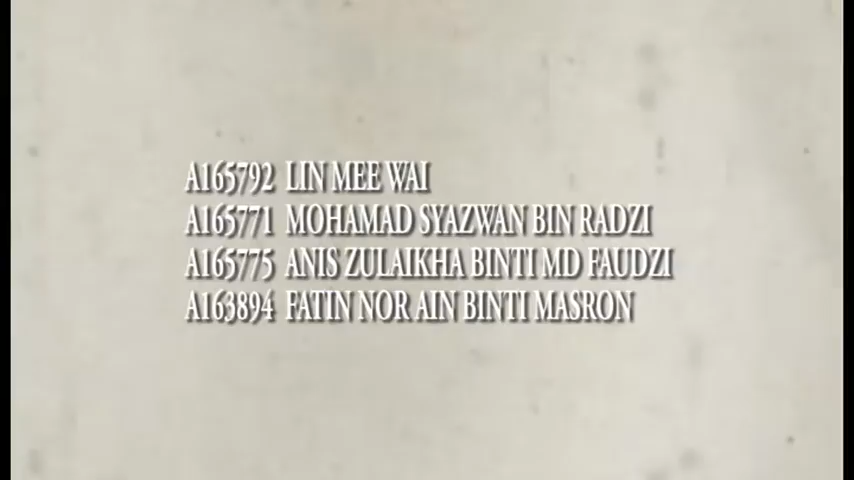 A165792 LIN MEE WAI
A165771 MOHAMAD SYAZWAN BIN RADZI
A165775 ANIS ZULAIKHA BINTI MD FAUDZI
A163894 FATIN NOR AIN BINTI MASRON